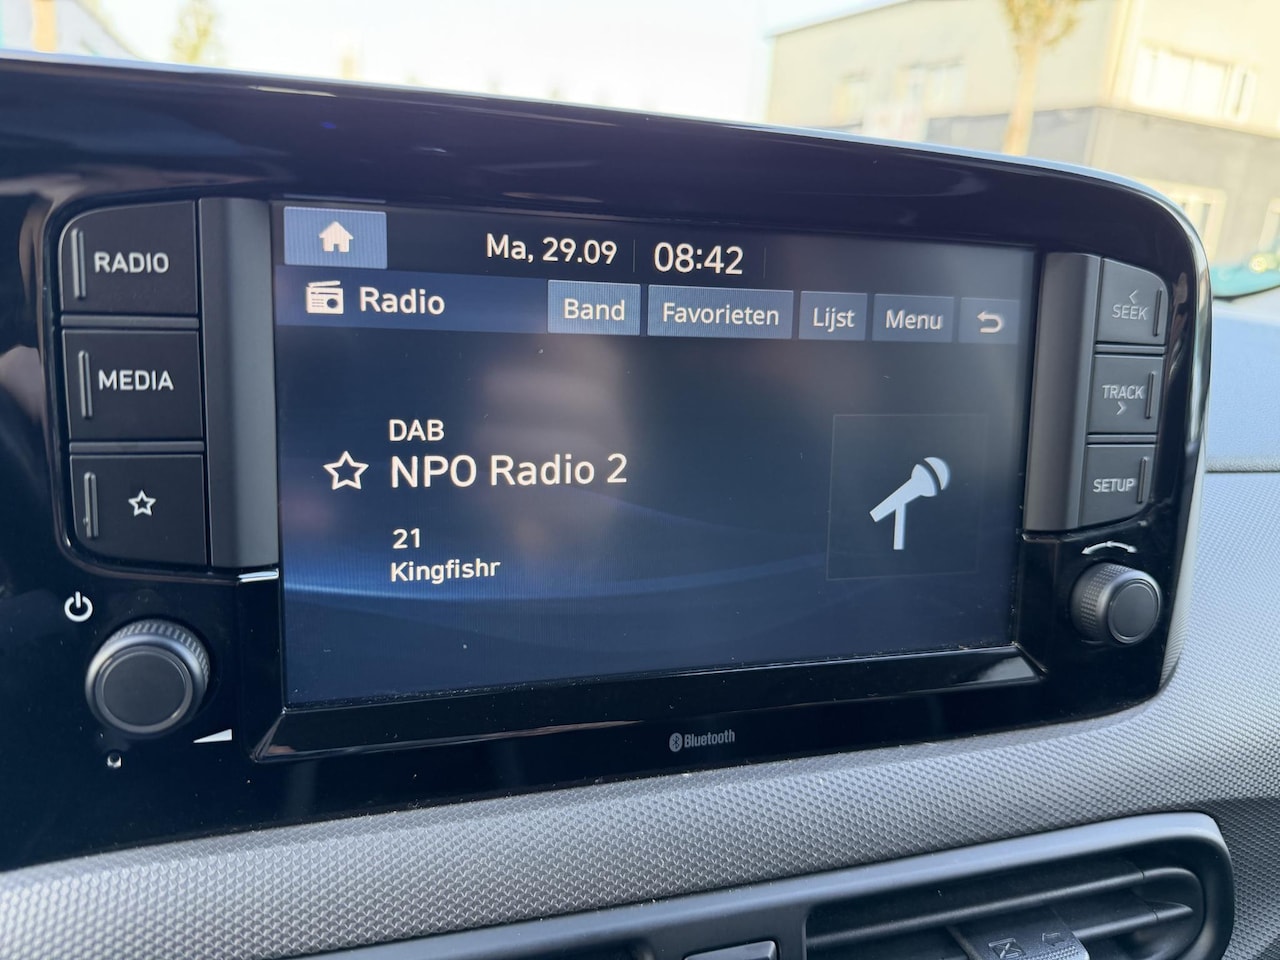 RADIO
MEDIA
Ma, 29.09
08:42
Radio
Band
Favorieten
Lijst
Menu
DAB
NPO Radio 2
21
Kingfishr
<
SEEK
TRACK
>
SETUP
Bluetooth